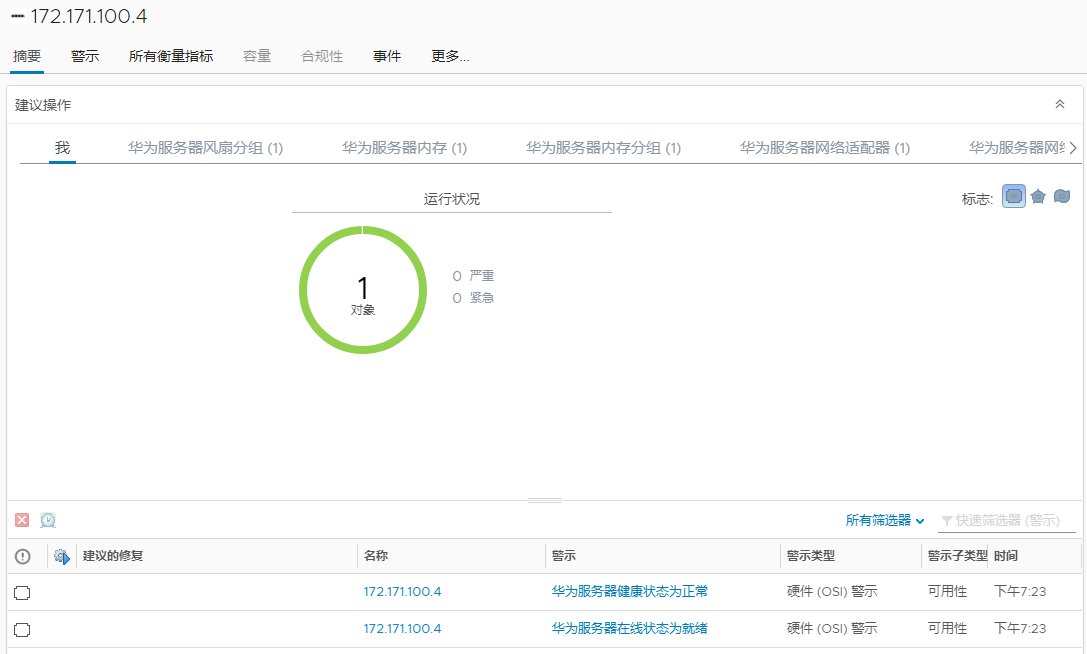 172.171.100.4
摘要 警示 所有衡量指标 容量 合规性 事件 更多...
建议操作
我 华为服务器风扇分组 (1) 华为服务器内存 (1) 华为服务器内存分组 (1) 华为服务器网络适配器 (1) 华为服务器网络
运行状况 标志:
0 严重
0 紧急
1
对象
所有筛选器 快速筛选器 (警示)
建议的修复 名称 警示 警示类型 警示子类型 时间
172.171.100.4 华为服务器健康状态为正常 硬件 (OSI) 警示 可用性 下午7:23
172.171.100.4 华为服务器在线状态为就绪 硬件 (OSI) 警示 可用性 下午7:23